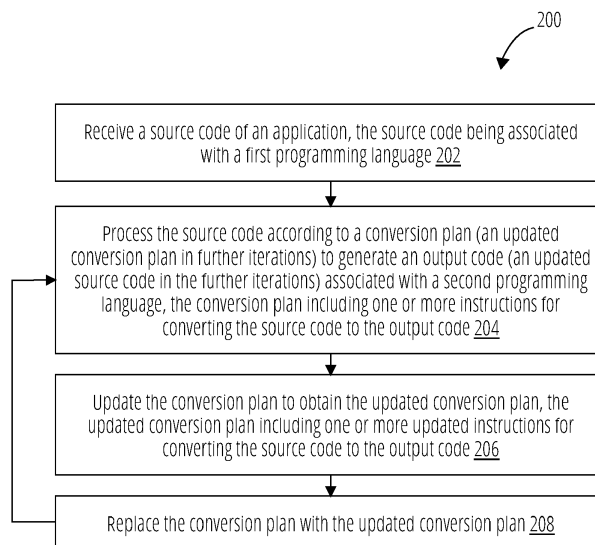 200
Receive a source code of an application, the source code being associated
with a first programming language 202
Process the source code according to a conversion plan (an updated
conversion plan in further iterations) to generate an output code (an updated
source code in the further iterations) associated with a second programming
language, the conversion plan including one or more instructions for
converting the source code to the output code 204
Update the conversion plan to obtain the updated conversion plan, the
updated conversion plan including one or more updated instructions for
converting the source code to the output code 206
Replace the conversion plan with the updated conversion plan 208